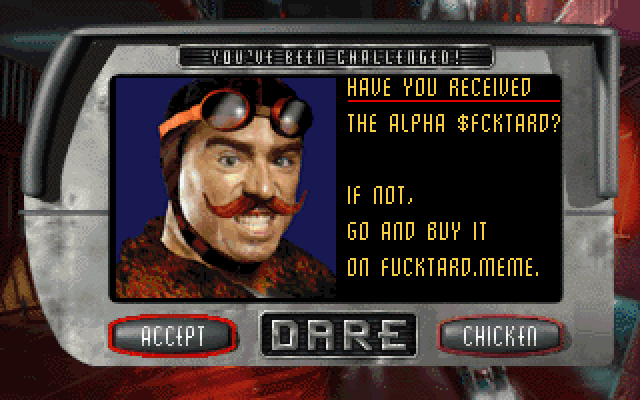 YOU'VE BEEN CHALLENGED!
HAVE YOU RECEIVED
THE ALPHA $FCKTARD?
IF NOT,
GO AND BUY IT
ON FUCKTARD.MEME.
ACCEPT
DARE
CHICKEN